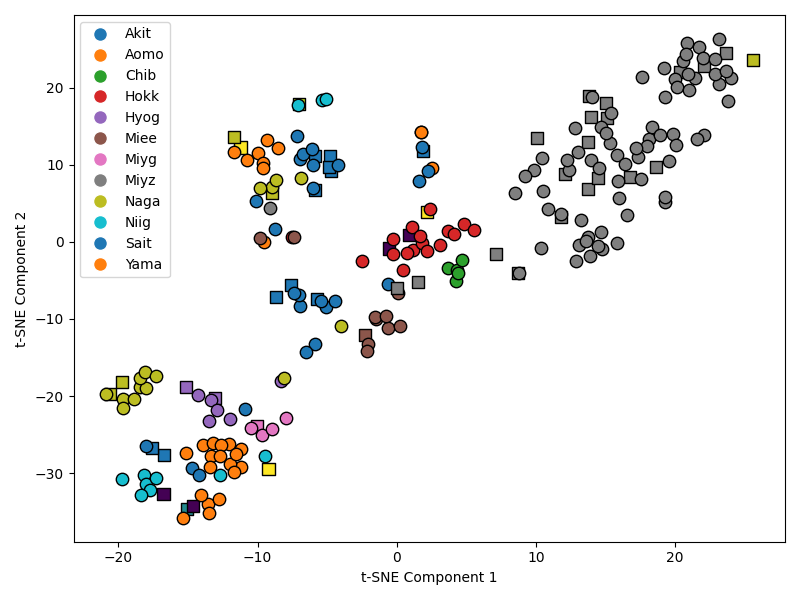 Akit
Aomo
Chib
Hokk
Hyog
Miee
Miyg
Miyz
Naga
Niig
Sait
Yama
20
10
0
−10
−20
−30
−20
−10
0
10
20
t-SNE Component 1
t-SNE Component 2